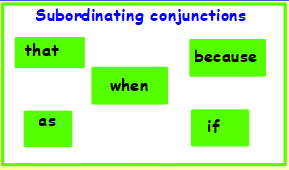 Subordinating conjunctions
that
because
when
as
if